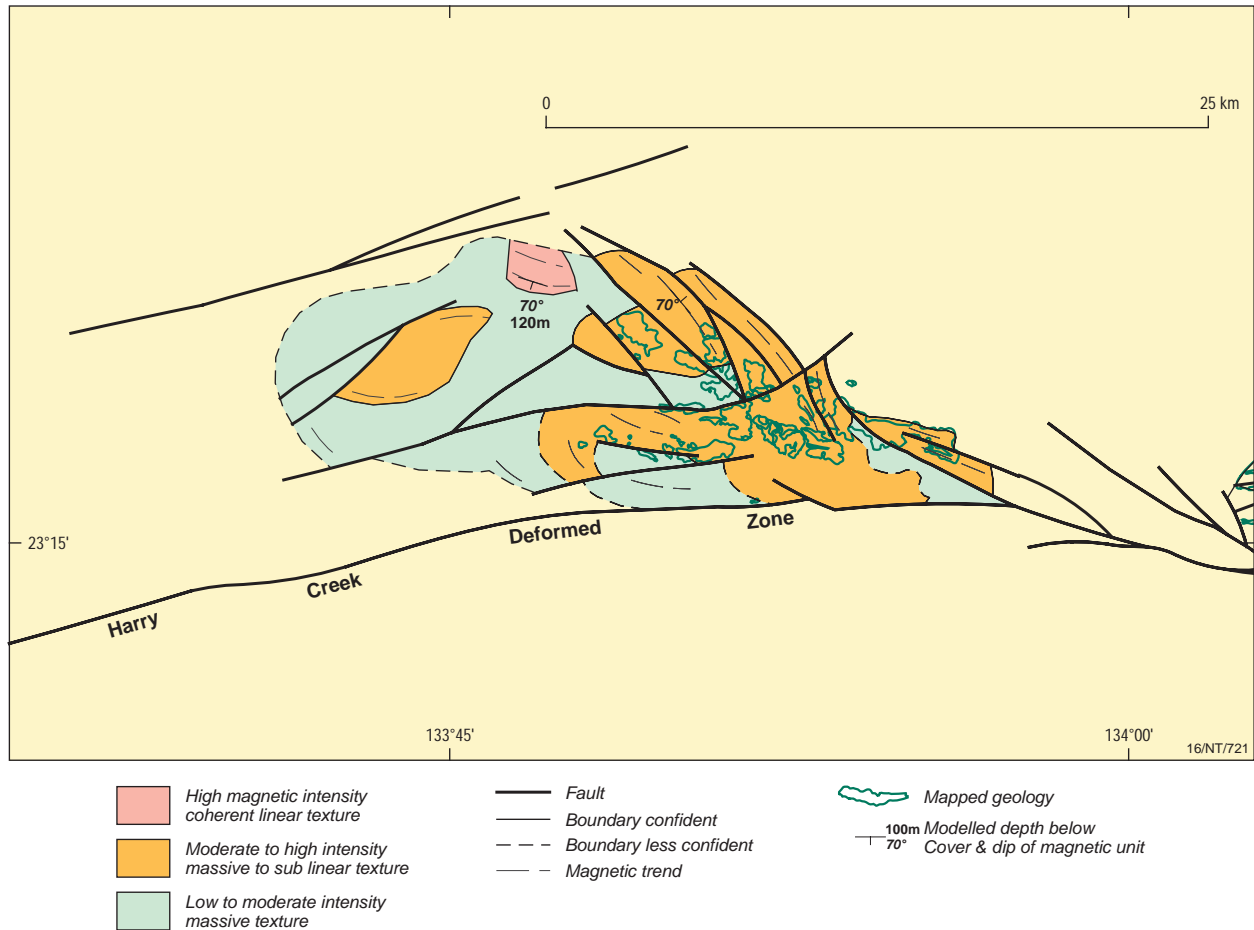 0
25 km
70°
120m
70°
23°15'
Harry
Creek
Deformed
Zone
133°45'
134°00'
16/NT/721
High magnetic intensity
coherent linear texture
Moderate to high intensity
massive to sub linear texture
Low to moderate intensity
massive texture
Fault
Boundary confident
Boundary less confident
Magnetic trend
Mapped geology
100m Modelled depth below
70° Cover & dip of magnetic unit